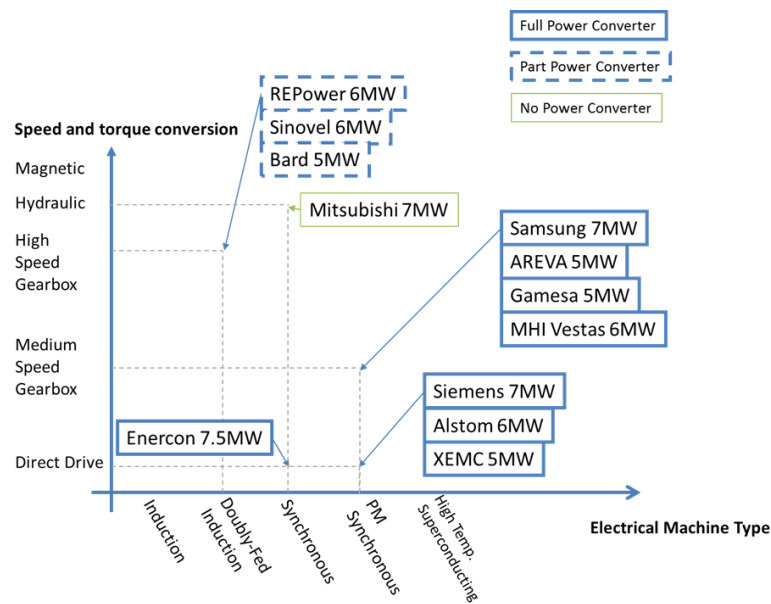 Full Power Converter
Part Power Converter
No Power Converter
REPower 6MW
Sinovel 6MW
Bard 5MW
Speed and torque conversion
Magnetic
Hydraulic
High
Speed
Gearbox
Medium
Speed
Gearbox
Direct Drive
Mitsubishi 7MW
Samsung 7MW
AREVA 5MW
Gamesa 5MW
MHI Vestas 6MW
Siemens 7MW
Alstom 6MW
XEMC 5MW
Enercon 7.5MW
Induction
Doubly-Fed
Induction
Synchronous
PM
Synchronous
High Temp.
Superconducting
Electrical Machine Type